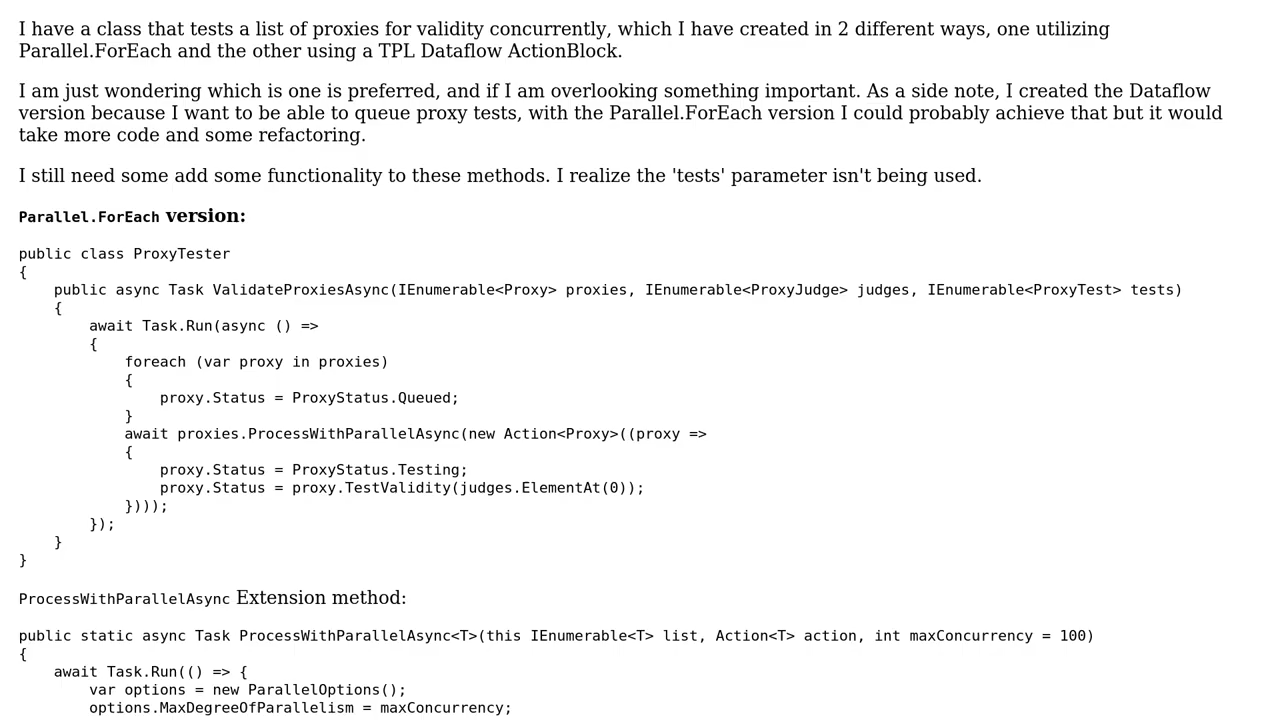 I have a class that tests a list of proxies for validity concurrently, which I have created in 2 different ways, one utilizing
Parallel.ForEach and the other using a TPL Dataflow ActionBlock.
I am just wondering which is one is preferred, and if I am overlooking something important. As a side note, I created the Dataflow
version because I want to be able to queue proxy tests, with the Parallel.ForEach version I could probably achieve that but it would
take more code and some refactoring.
I still need some add some functionality to these methods. I realize the 'tests' parameter isn't being used.
Parallel.ForEach version:
public class ProxyTester
{
    public async Task ValidateProxiesAsync(IEnumerable<Proxy> proxies, IEnumerable<ProxyJudge> judges, IEnumerable<ProxyTest> tests)
    {
        await Task.Run(async () =>
        {
            foreach (var proxy in proxies)
            {
                proxy.Status = ProxyStatus.Queued;
            }
            await proxies.ProcessWithParallelAsync(new Action<Proxy>((proxy =>
            {
                proxy.Status = ProxyStatus.Testing;
                proxy.Status = proxy.TestValidity(judges.ElementAt(0));
            })));
        });
    }
}
ProcessWithParallelAsync Extension method:
public static async Task ProcessWithParallelAsync<T>(this IEnumerable<T> list, Action<T> action, int maxConcurrency = 100)
{
    await Task.Run(() => {
        var options = new ParallelOptions();
        options.MaxDegreeOfParallelism = maxConcurrency;